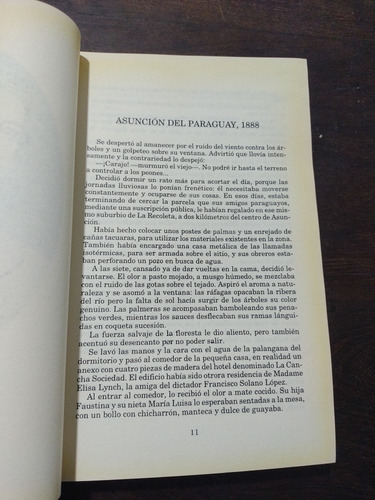 ASUNCIÓN DEL PARAGUAY, 1888
Se despertó al amanecer por el ruido del viento contra los
árboles y un golpeteo sobre su ventana. Advirtió que llovía inten-
samente y la contrariedad lo despejó:
—¡Carajo! —murmuró el viejo—. No podré ir hasta el terreno
a controlar a los peones...
Decidió dormir un rato más para acortar el día, porque las
jornadas lluviosas lo ponían frenético: él necesitaba moverse
constantemente y ocuparse de sus cosas. En esos días, estaba
terminando de cercar la parcela que sus amigos paraguayos,
mediante una suscripción pública, le habían regalado en ese mismo
suburbio de La Recoleta, a dos kilómetros del centro de Asun-
ción.
Había hecho colocar unos postes de palmas y un enrejado de
cañas tacuaras, para utilizar los materiales existentes en la zona.
También había encargado una casa metálica de las llamadas
isotérmicas, para ser armada sobre el sitio, y sus obreros esta-
ban perforando un pozo en busca de agua.
A las siete, cansado ya de dar vueltas en la cama, decidió le-
vantarse. El olor a pasto mojado, a musgo húmedo, se mezclaba
con el ruido de las gotas sobre el tejado. Aspiró el aroma a natu-
raleza y se asomó a la ventana: las ráfagas opacaban la ribera
del río pero la falta de sol hacía surgir de los árboles su color
genuino. Las palmeras se acompasaban bamboleando sus pena-
chos verdes, mientras los sauces desflecaban sus ramas largas
en coqueta sucesión.
La fuerza salvaje de la floresta le dio aliento, pero también
acentuó su desencanto por no poder salir.
Se lavó las manos y la cara con el agua de la palangana del
dormitorio y pasó al comedor de la pequeña casa, en realidad un
anexo con cuatro piezas de madera del hotel denominado La Can-
cha Sociedad. El edificio había sido otrora residencia de Madame
Elisa Lynch, la amiga del dictador Francisco Solano López.
Al entrar al comedor, lo recibió el olor a mate cocido. Su hija
Faustina y su nieta María Luisa lo esperaban sentadas a la mesa,
con un bollo con chicharrón, manteca y dulce de guayaba.
11